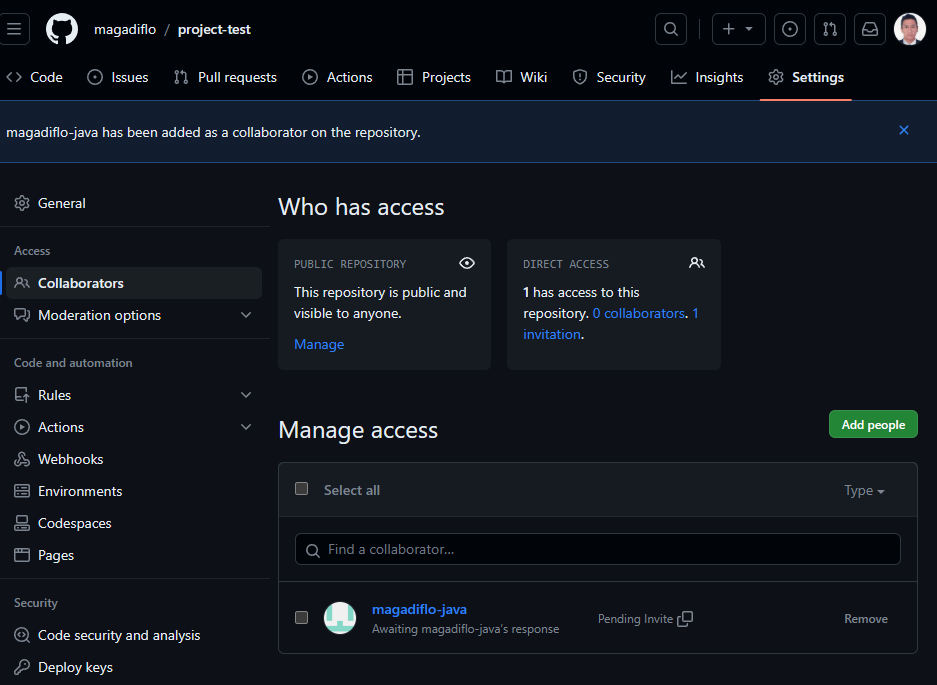 magadiflo / project-test
Code Issues Pull requests Actions Projects Wiki Security Insights Settings
magadiflo-java has been added as a collaborator on the repository.
General
Access
Collaborators
Moderation options
Code and automation
Rules
Actions
Webhooks
Environments
Codespaces
Pages
Security
Code security and analysis
Deploy keys
Who has access
PUBLIC REPOSITORY
This repository is public and
visible to anyone.
Manage
DIRECT ACCESS
1 has access to this
repository. 0 collaborators. 1
invitation.
Manage access
Add people
Select all
Type
Find a collaborator...
magadiflo-java
Awaiting magadiflo-java's response
Pending Invite
Remove